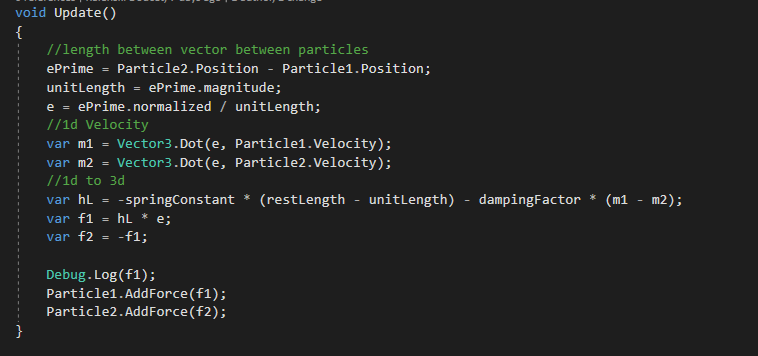 void Update()
{
//length between vector between particles
ePrime = Particle2.Position - Particle1.Position;
unitLength = ePrime.magnitude;
e = ePrime.normalized / unitLength;
//1d Velocity
var m1 = Vector3.Dot(e, Particle1.Velocity);
var m2 = Vector3.Dot(e, Particle2.Velocity);
//1d to 3d
var hL = -springConstant * (restLength - unitLength) - dampingFactor * (m1 - m2);
var f1 = hL * e;
var f2 = -f1;
Debug.Log(f1);
Particle1.AddForce(f1);
Particle2.AddForce(f2);
}